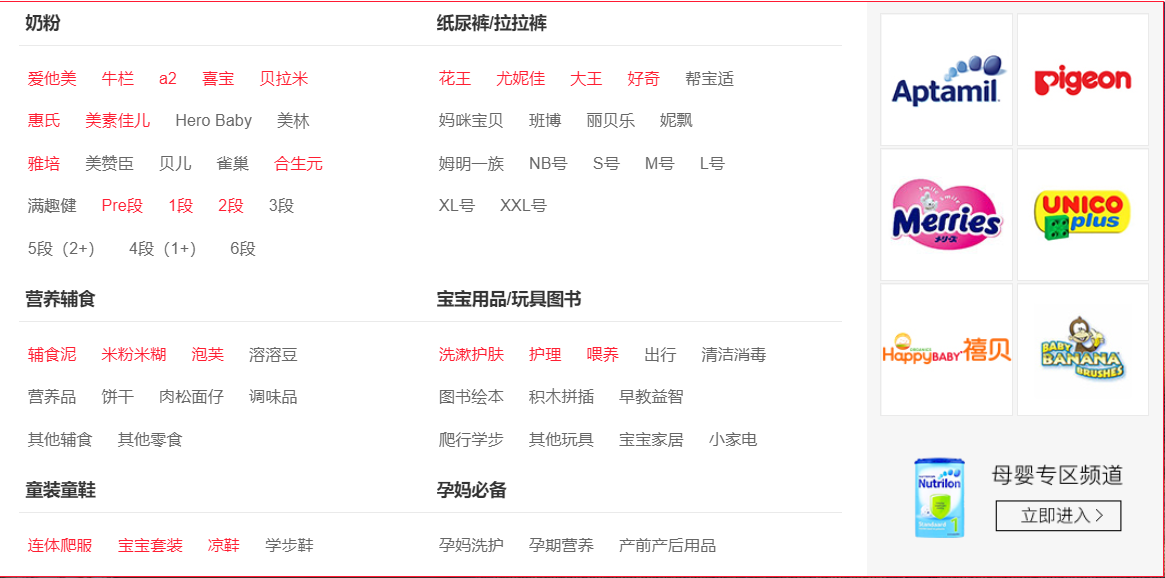 奶粉
爱他美 牛栏 a2 喜宝 贝拉米
惠氏 美素佳儿 Hero Baby 美林
雅培 美赞臣 贝儿 雀巢 合生元
满趣健 Pre段 1段 2段 3段
5段（2+） 4段（1+） 6段
纸尿裤/拉拉裤
花王 尤妮佳 大王 好奇 帮宝适
妈咪宝贝 班博 丽贝乐 妮飘
姆明一族 NB号 S号 M号 L号
XL号 XXL号
营养辅食
辅食泥 米粉米糊 泡芙 溶溶豆
营养品 饼干 肉松面仔 调味品
其他辅食 其他零食
宝宝用品/玩具图书
洗漱护肤 护理 喂养 出行 清洁消毒
图书绘本 积木拼插 早教益智
爬行学步 其他玩具 宝宝家居 小家电
童装童鞋
连体爬服 宝宝套装 凉鞋 学步鞋
孕妈必备
孕妈洗护 孕期营养 产前产后用品
Aptamil
Pigeon
Smile Smile
Merries
メリーズ
UNICO
plus
HappyBABY 禧贝
BABY
BANANA
BRUSHES
Nutrilon
Standaard 1
母婴专区频道
立即进入 >